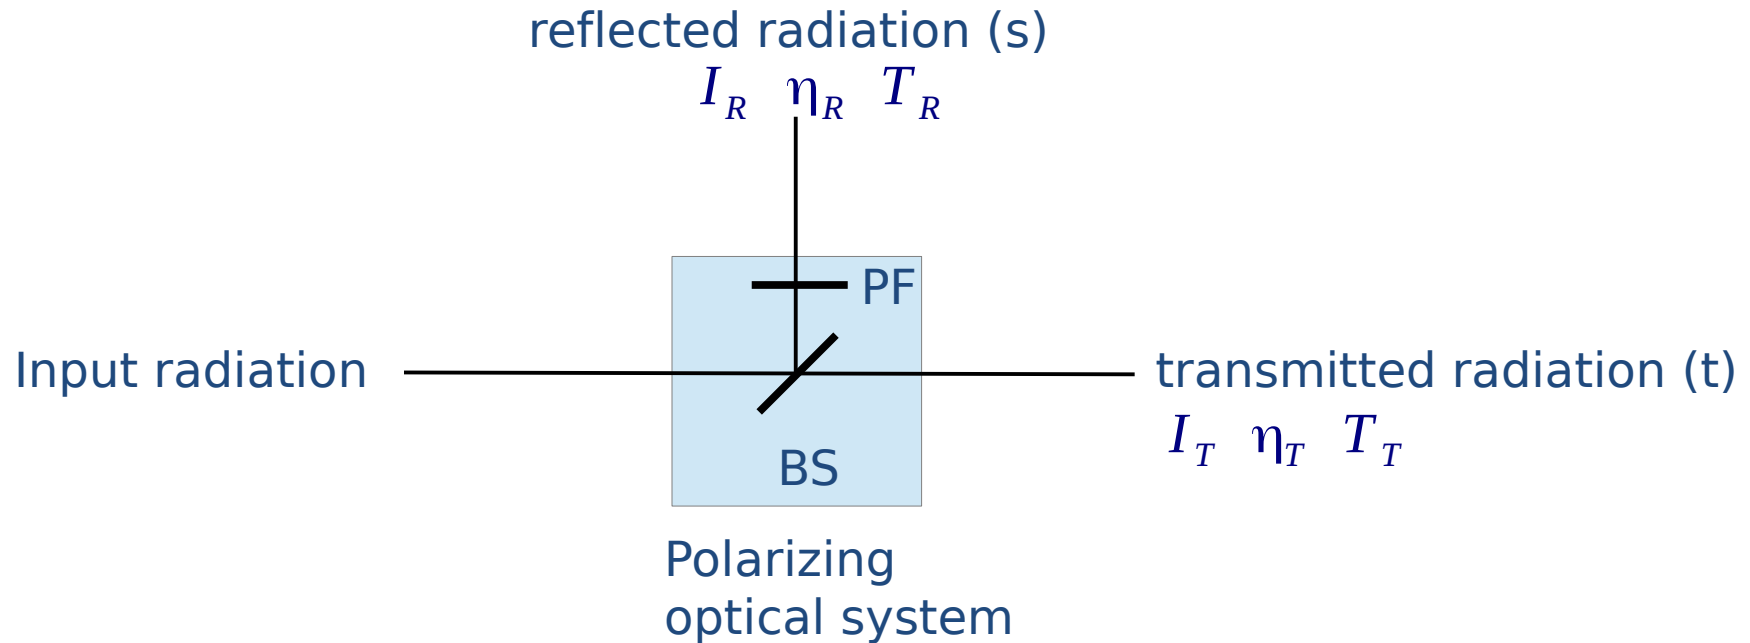 reflected radiation (s)
I_R η_R T_R
PF
Input radiation
transmitted radiation (t)
I_T η_T T_T
BS
Polarizing
optical system